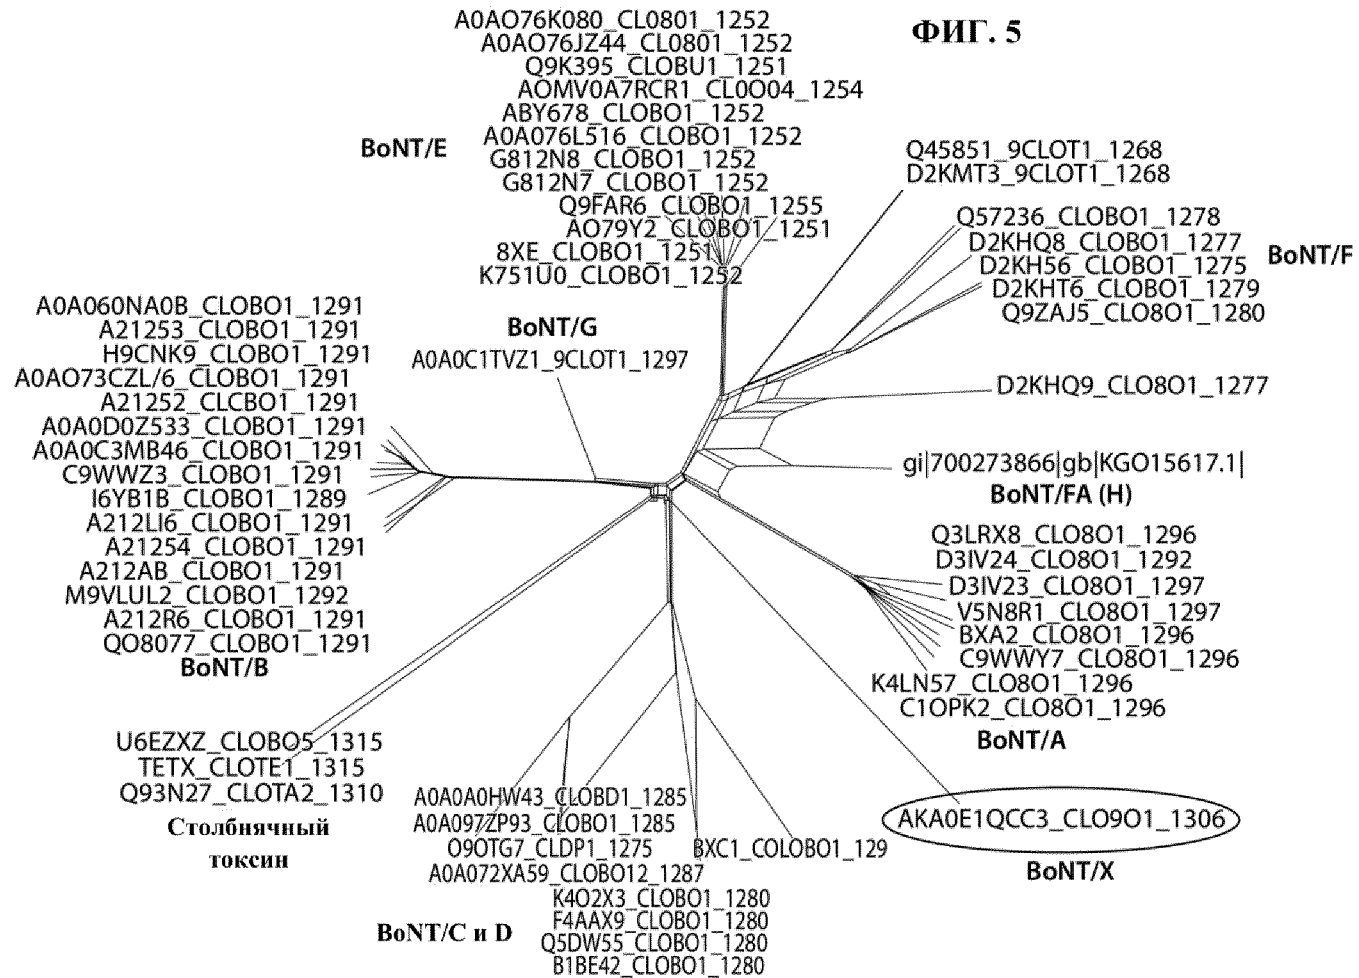 ФИГ. 5
A0AO76K080_CL0801_1252
A0AO76JZ44_CL0801_1252
Q9K395_CLOBU1_1251
AOMV0A7RCR1_CL0O04_1254
ABY678_CLOBO1_1252
A0A076L516_CLOBO1_1252
G812N8_CLOBO1_1252
G812N7_CLOBO1_1252
Q9FAR6_CLOBO1_1255
AO79Y2_CLOBO1_1251
8XE_CLOBO1_1251
K751U0_CLOBO1_1252
BoNT/E
Q45851_9CLOT1_1268
D2KMT3_9CLOT1_1268
Q57236_CLOBO1_1278
D2KHQ8_CLOBO1_1277
D2KH56_CLOBO1_1275
D2KHT6_CLOBO1_1279
Q9ZAJ5_CLO8O1_1280
BoNT/F
D2KHQ9_CLO8O1_1277
gi|700273866|gb|KGO15617.1|
BoNT/FA (H)
BoNT/G
A0A0C1TVZ1_9CLOT1_1297
A0A060NA0B_CLOBO1_1291
A21253_CLOBO1_1291
H9CNK9_CLOBO1_1291
A0AO73CZL/6_CLOBO1_1291
A21252_CLCBO1_1291
A0A0D0Z533_CLOBO1_1291
A0A0C3MB46_CLOBO1_1291
C9WWZ3_CLOBO1_1291
I6YB1B_CLOBO1_1289
A212LI6_CLOBO1_1291
A21254_CLOBO1_1291
A212AB_CLOBO1_1291
M9VLUL2_CLOBO1_1292
A212R6_CLOBO1_1291
QO8077_CLOBO1_1291
BoNT/B
Q3LRX8_CLO8O1_1296
D3IV24_CLO8O1_1292
D3IV23_CLO8O1_1297
V5N8R1_CLO8O1_1297
BXA2_CLO8O1_1296
C9WWY7_CLO8O1_1296
K4LN57_CLO8O1_1296
C1OPK2_CLO8O1_1296
BoNT/A
U6EZXZ_CLOBO5_1315
TETX_CLOTE1_1315
Q93N27_CLOTA2_1310
Столбнячный
токсин
A0A0A0HW43_CLOBD1_1285
A0A097ZP93_CLOBO1_1285
O9OTG7_CLDP1_1275
A0A072XA59_CLOBO12_1287
K4O2X3_CLOBO1_1280
F4AAX9_CLOBO1_1280
Q5DW55_CLOBO1_1280
B1BE42_CLOBO1_1280
BXC1_COLOBO1_129
BoNT/C и D
AKA0E1QCC3_CLO9O1_1306
BoNT/X